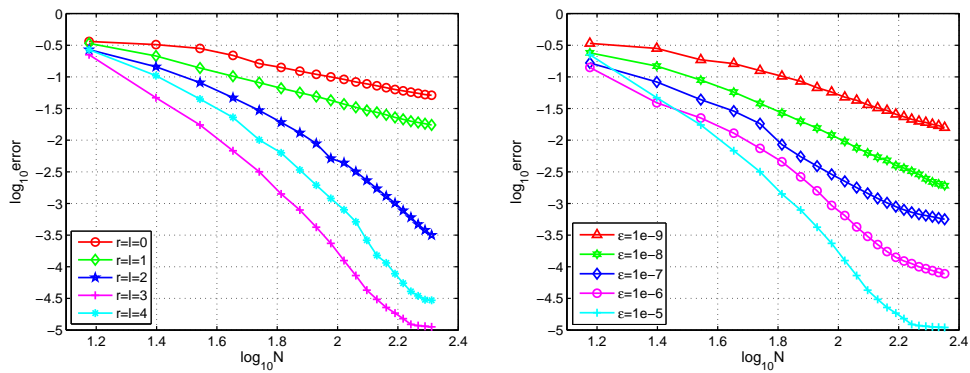 0
−0.5
−1
−1.5
−2
−2.5
−3
−3.5
−4
−4.5
−5
log₁₀error
r=l=0
r=l=1
r=l=2
r=l=3
r=l=4
1.2 1.4 1.6 1.8 2 2.2 2.4
log₁₀N
0
−0.5
−1
−1.5
−2
−2.5
−3
−3.5
−4
−4.5
−5
log₁₀error
ε=1e−9
ε=1e−8
ε=1e−7
ε=1e−6
ε=1e−5
1.2 1.4 1.6 1.8 2 2.2 2.4
log₁₀N